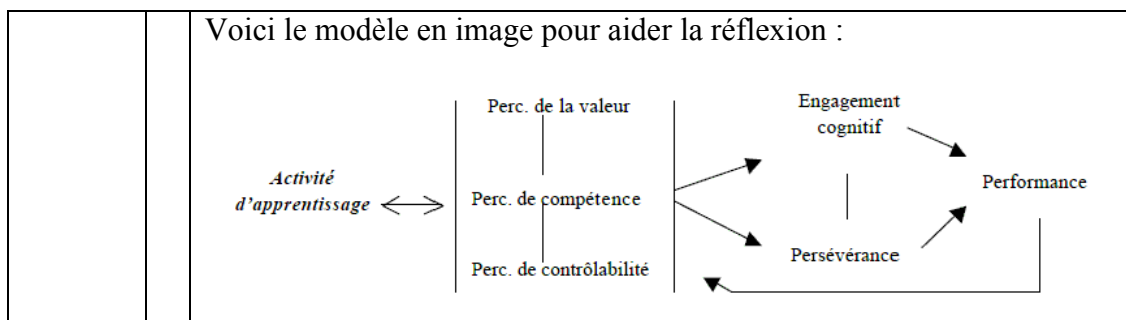 Voici le modèle en image pour aider la réflexion :
Perc. de la valeur
Engagement
cognitif
Activité
d'apprentissage
Perc. de compétence
Performance
Persévérance
Perc. de contrôlabilité